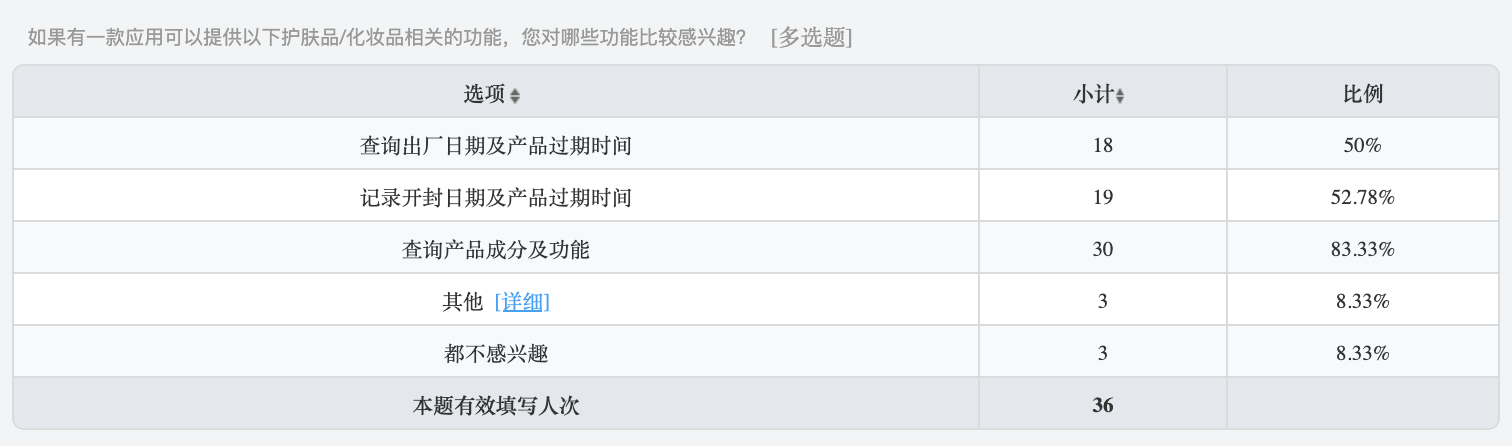 如果有一款应用可以提供以下护肤品/化妆品相关的功能，您对哪些功能比较感兴趣？ [多选题]
选项 小计 比例
查询出厂日期及产品过期时间 18 50%
记录开封日期及产品过期时间 19 52.78%
查询产品成分及功能 30 83.33%
其他 [详细] 3 8.33%
都不感兴趣 3 8.33%
本题有效填写人次 36